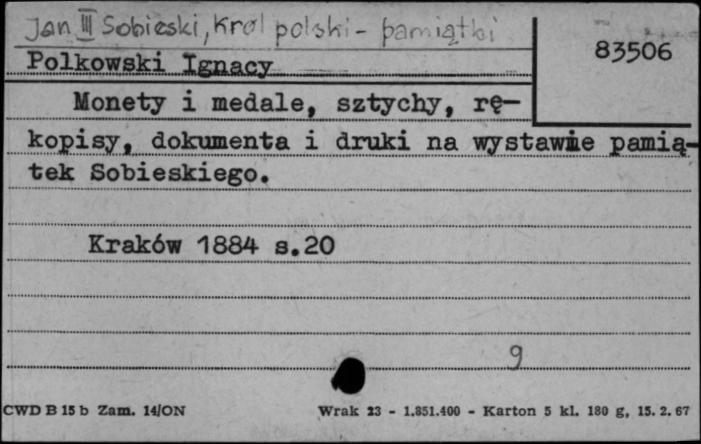 Jan III Sobieski, Król polski - pamiątki
83506
Polkowski Ignacy
Monety i medale, sztychy, rę-
kopisy, dokumenta i druki na wystawie pamią-
tek Sobieskiego.
Kraków 1884 s.20
9
CWD B 15 b Zam. 14/ON
Wrak 23 - 1.851.400 - Karton 5 kl. 180 g, 15. 2. 67